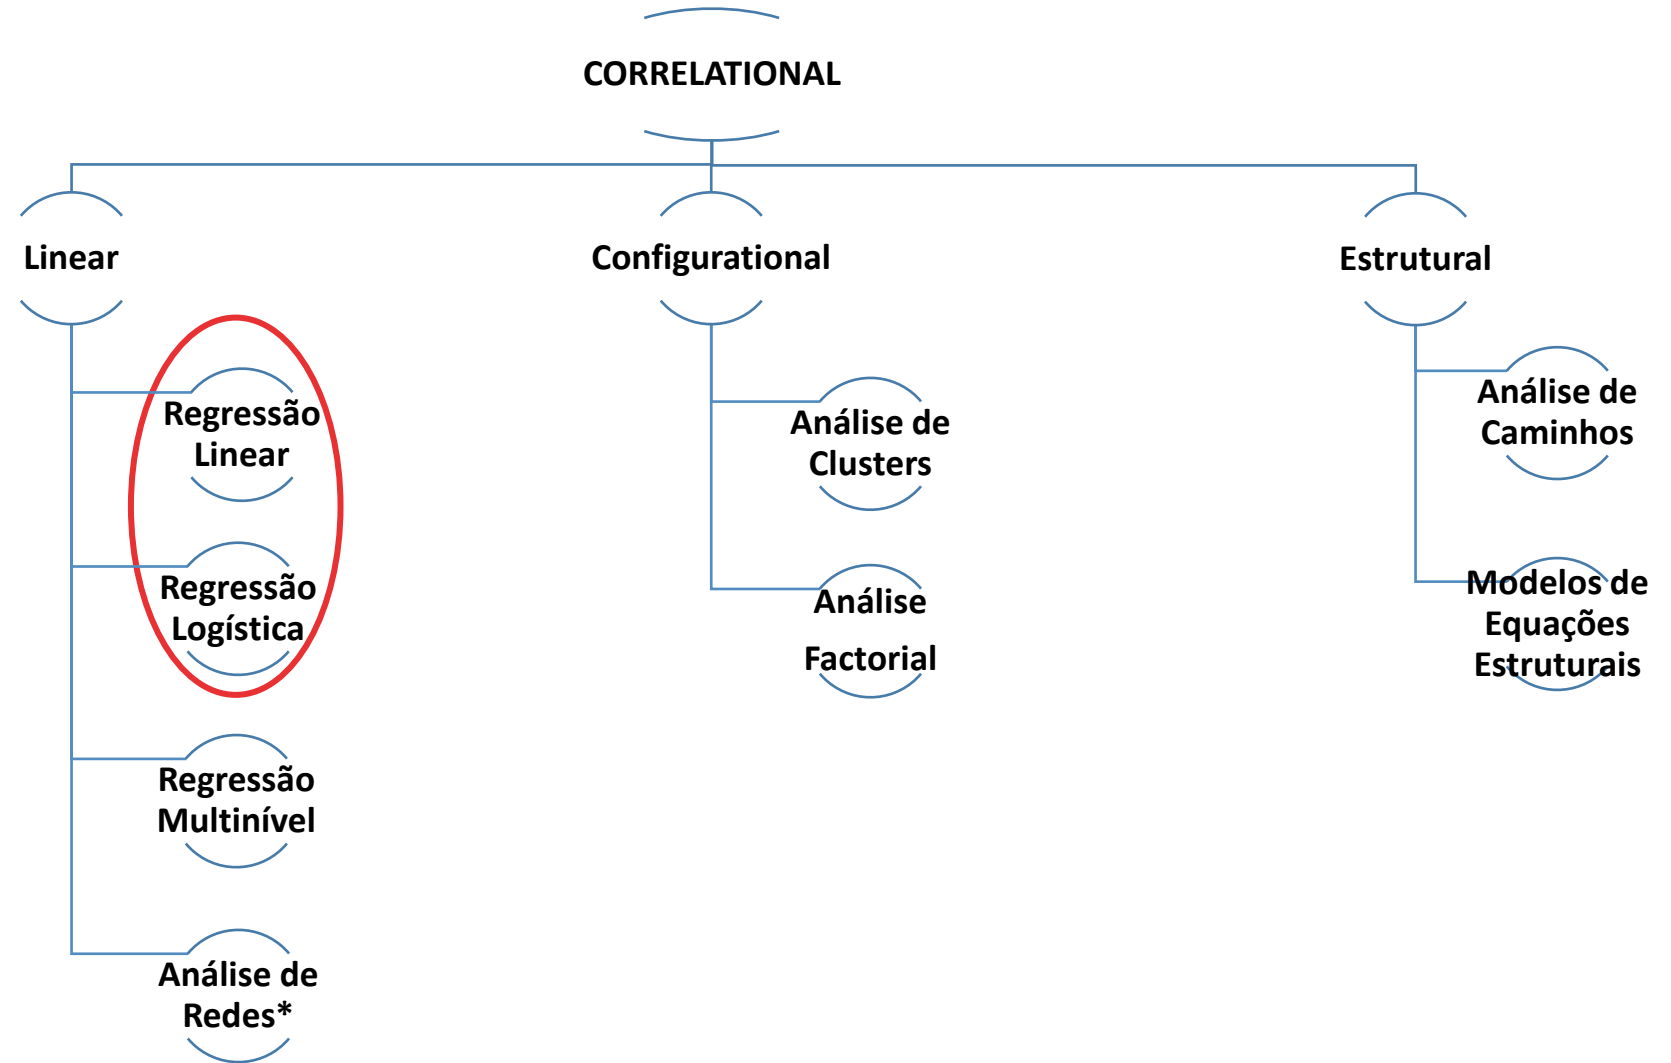 CORRELATIONAL
Linear
Configurational
Estrutural
Regressão
Linear
Regressão
Logística
Regressão
Multinível
Análise de
Redes*
Análise de
Clusters
Análise
Factorial
Análise de
Caminhos
Modelos de
Equações
Estruturais